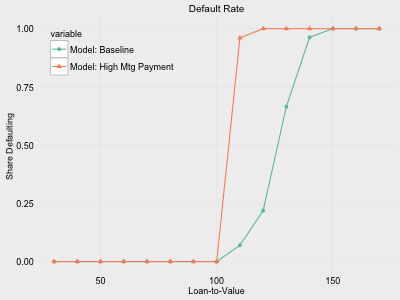 Default Rate
variable
Model: Baseline
Model: High Mtg Payment
Share Defaulting
1.00
0.75
0.50
0.25
0.00
50
100
150
Loan-to-Value